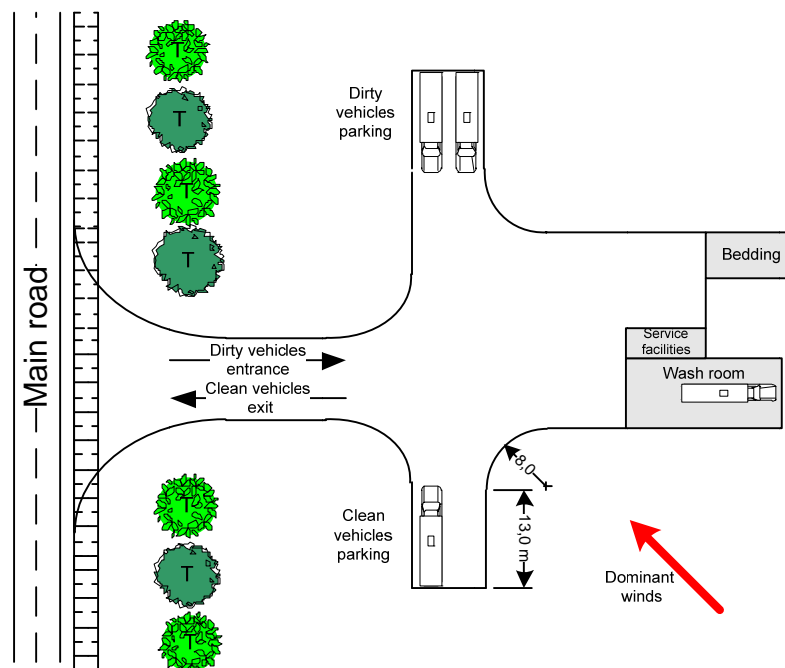 T
T
T
T
Main road
Dirty
vehicles
parking
Bedding
Service
facilities
Wash room
Dirty vehicles
entrance
Clean vehicles
exit
8,0
13,0 m
Clean
vehicles
parking
T
T
T
Dominant
winds